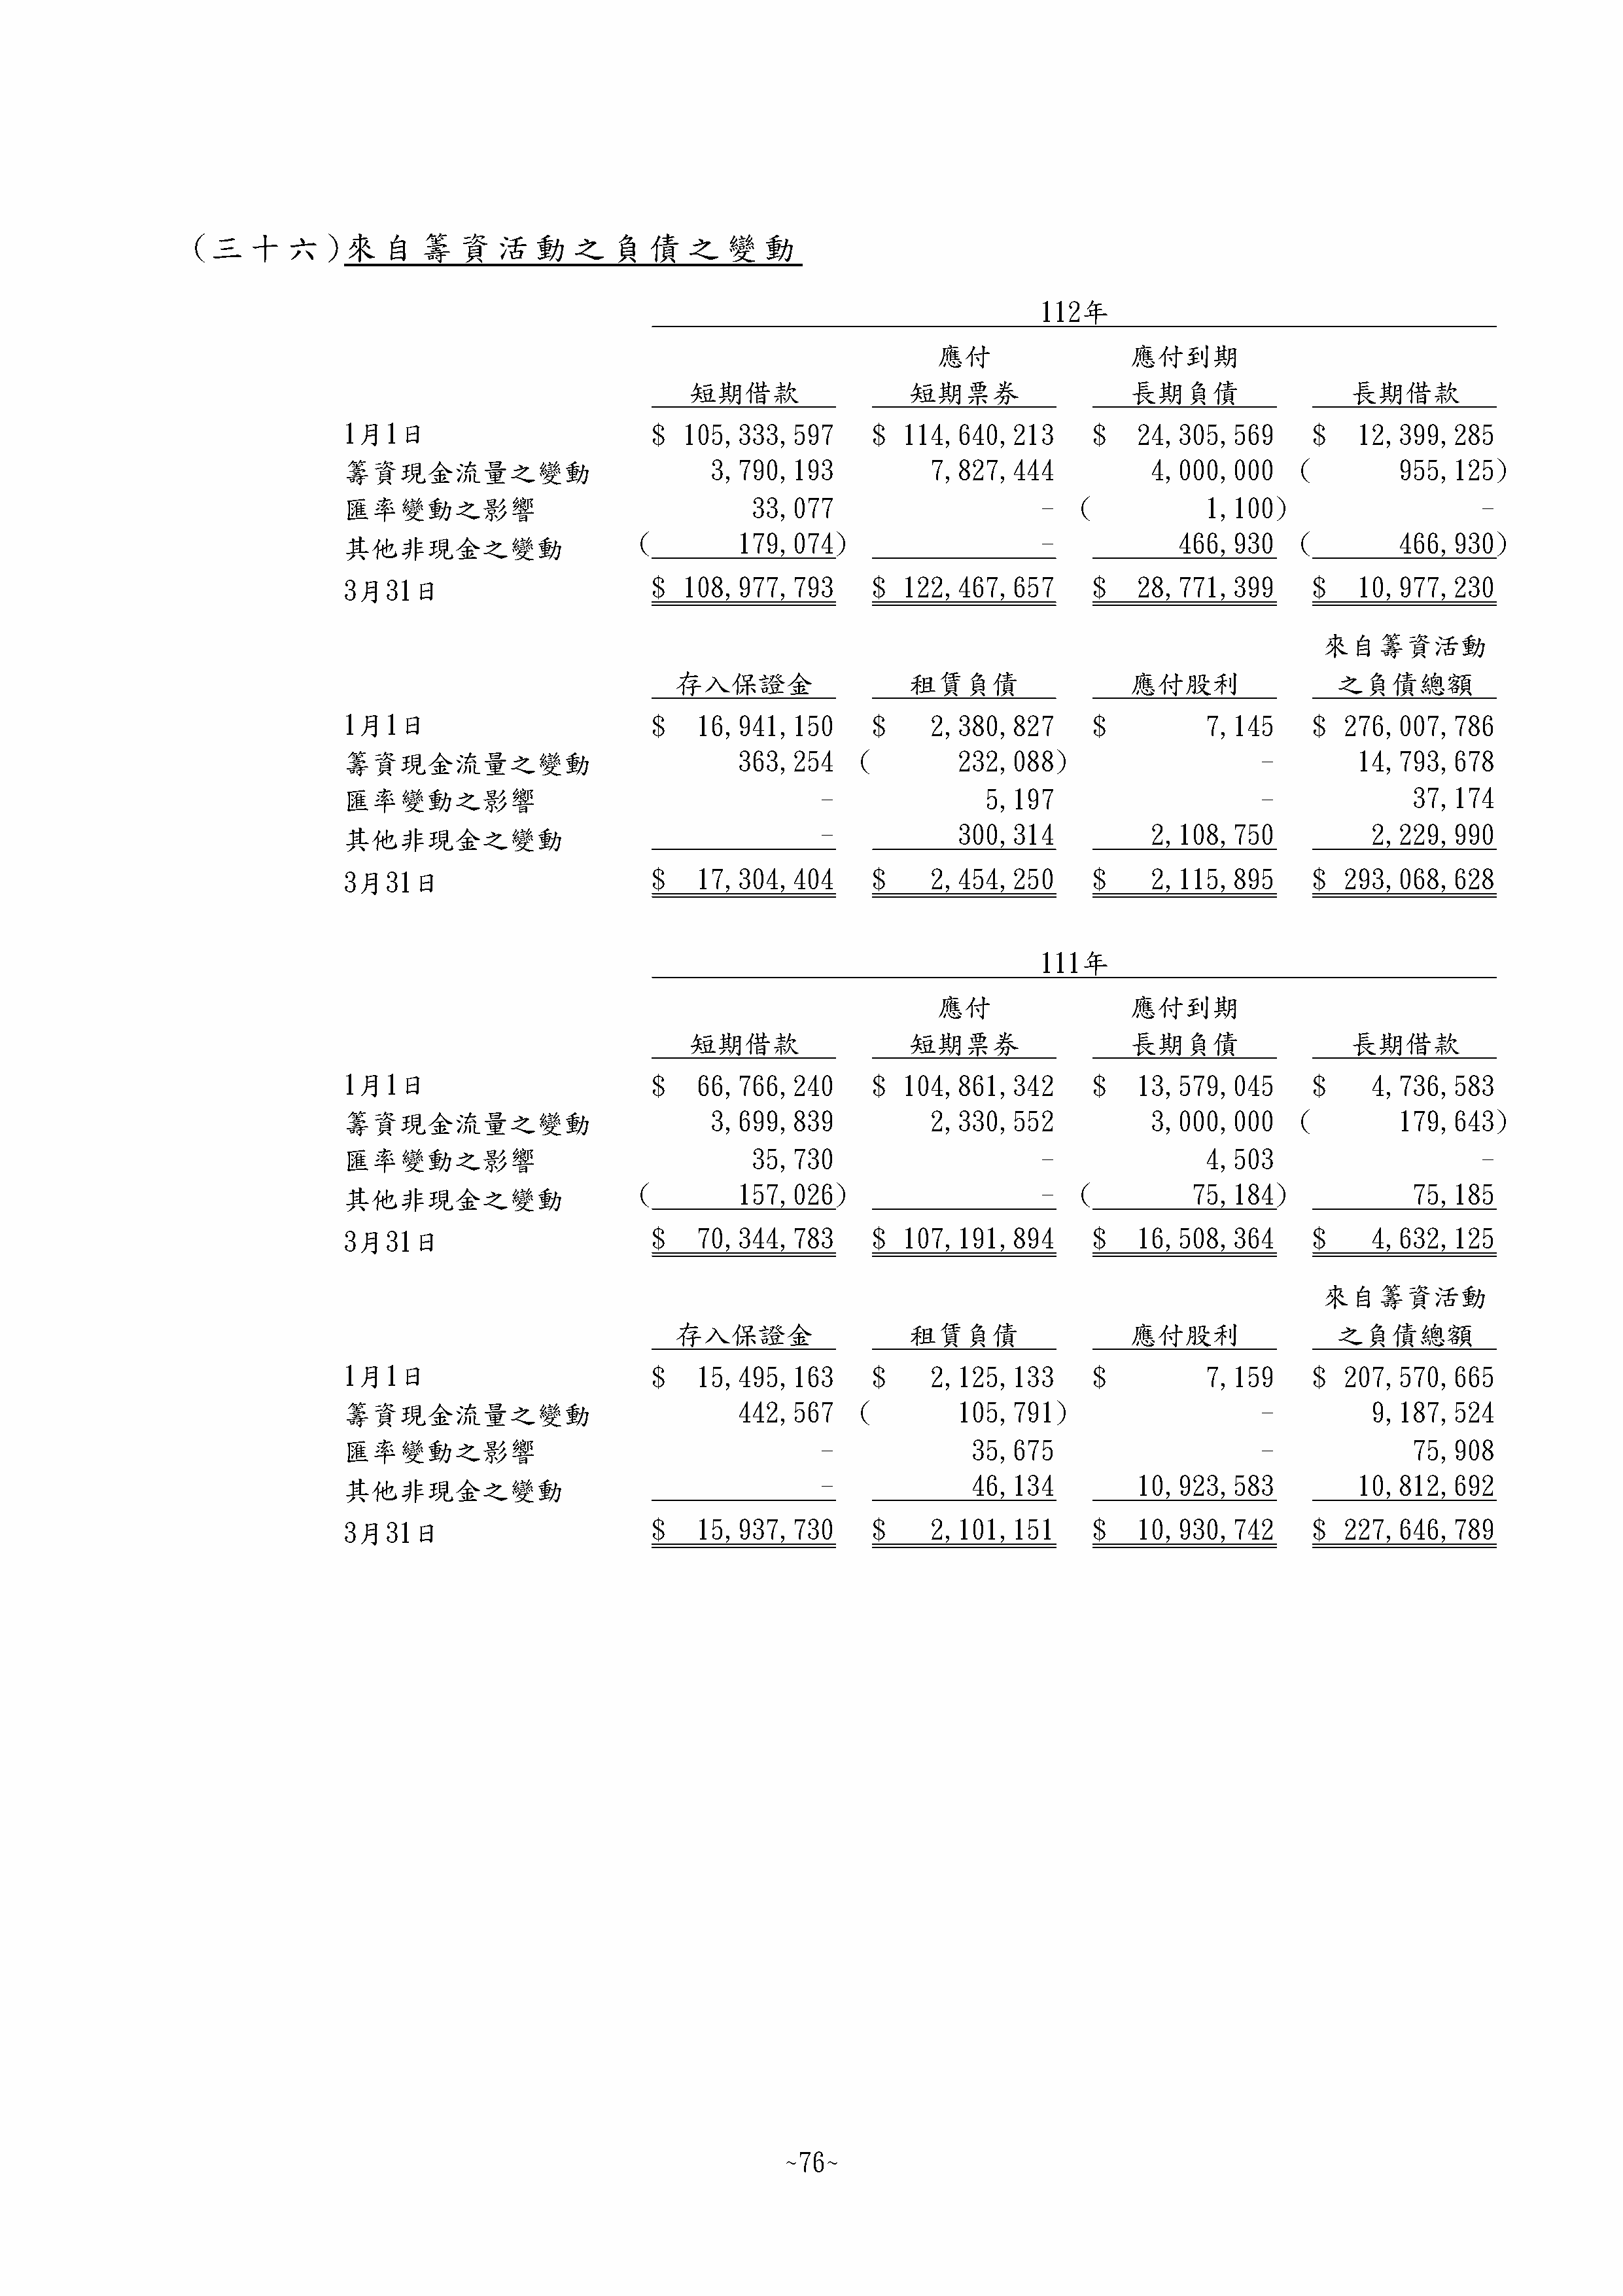 (三十六)來自籌資活動之負債之變動
112年
應付 應付到期
短期借款 短期票券 長期負債 長期借款
1月1日 $ 105,333,597 $ 114,640,213 $ 24,305,569 $ 12,399,285
籌資現金流量之變動 3,790,193 7,827,444 4,000,000 ( 955,125)
匯率變動之影響 33,077 - ( 1,100) -
其他非現金之變動 ( 179,074) - 466,930 ( 466,930)
3月31日 $ 108,977,793 $ 122,467,657 $ 28,771,399 $ 10,977,230
來自籌資活動
存入保證金 租賃負債 應付股利 之負債總額
1月1日 $ 16,941,150 $ 2,380,827 $ 7,145 $ 276,007,786
籌資現金流量之變動 363,254 ( 232,088) - 14,793,678
匯率變動之影響 - 5,197 - 37,174
其他非現金之變動 - 300,314 2,108,750 2,229,990
3月31日 $ 17,304,404 $ 2,454,250 $ 2,115,895 $ 293,068,628
111年
應付 應付到期
短期借款 短期票券 長期負債 長期借款
1月1日 $ 66,766,240 $ 104,861,342 $ 13,579,045 $ 4,736,583
籌資現金流量之變動 3,699,839 2,330,552 3,000,000 ( 179,643)
匯率變動之影響 35,730 - 4,503 -
其他非現金之變動 ( 157,026) - ( 75,184) 75,185
3月31日 $ 70,344,783 $ 107,191,894 $ 16,508,364 $ 4,632,125
來自籌資活動
存入保證金 租賃負債 應付股利 之負債總額
1月1日 $ 15,495,163 $ 2,125,133 $ 7,159 $ 207,570,665
籌資現金流量之變動 442,567 ( 105,791) - 9,187,524
匯率變動之影響 - 35,675 - 75,908
其他非現金之變動 - 46,134 10,923,583 10,812,692
3月31日 $ 15,937,730 $ 2,101,151 $ 10,930,742 $ 227,646,789
~76~